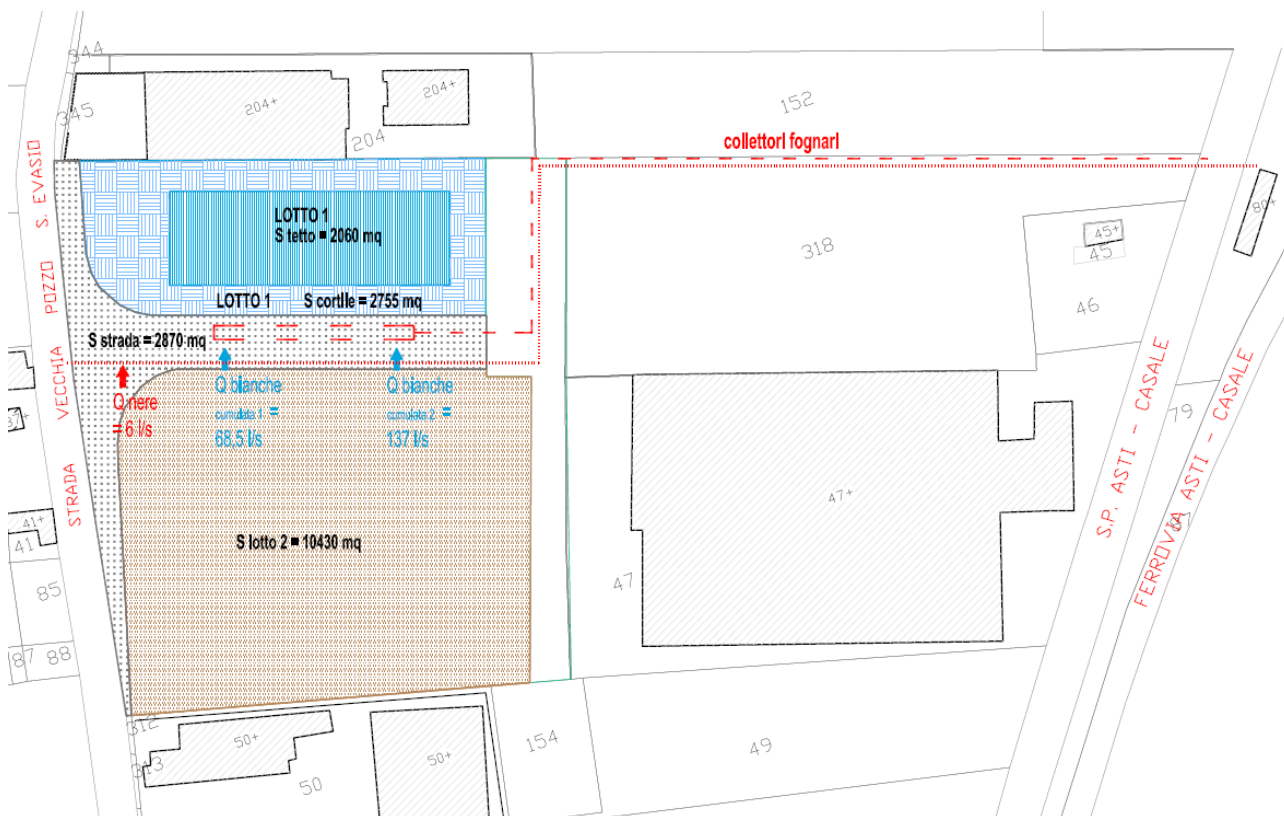 344
345
204+
204+
204
152
collettori fognari
S. EVASIO
POZZO
VECCHIA
STRADA
LOTTO 1
S tetto = 2060 mq
LOTTO 1 S cortile = 2755 mq
S strada = 2870 mq
Q nere
= 6 l/s
Q bianche
cumulata 1 =
68,5 l/s
Q bianche
cumulata 2 =
137 l/s
318
80+
45+
45
46
79
S.P. ASTI - CASALE
FERROVIA ASTI - CASALE
47+
47
S lotto 2 = 10430 mq
41+
41
85
87
88
312
313
50+
50+
50
154
49